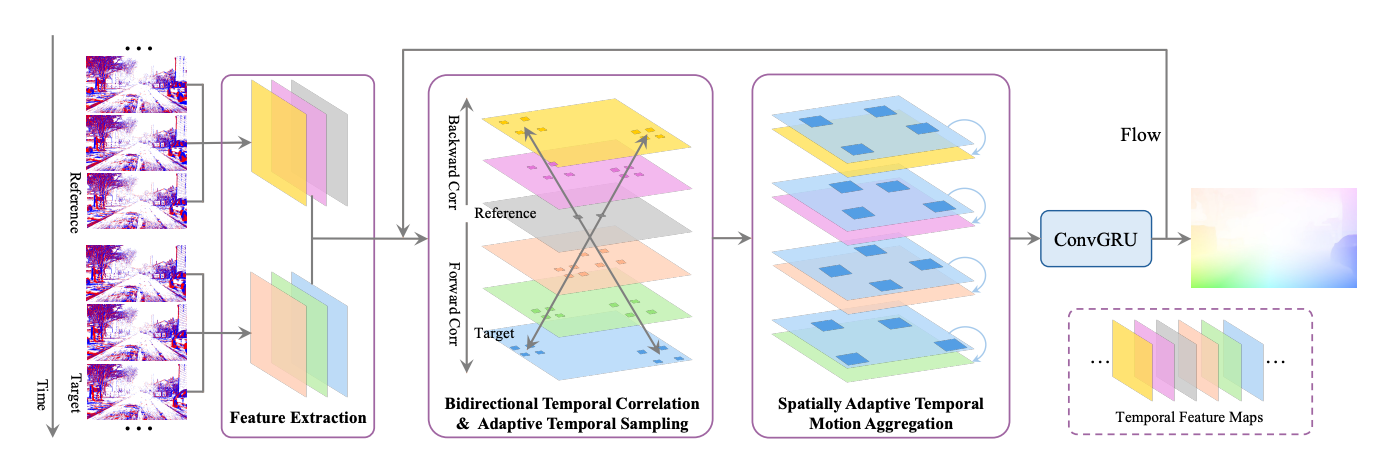 Time
Reference
Target
Feature Extraction
Backward Corr
Reference
Forward Corr
Target
Bidirectional Temporal Correlation
& Adaptive Temporal Sampling
Spatially Adaptive Temporal
Motion Aggregation
Flow
ConvGRU
Temporal Feature Maps